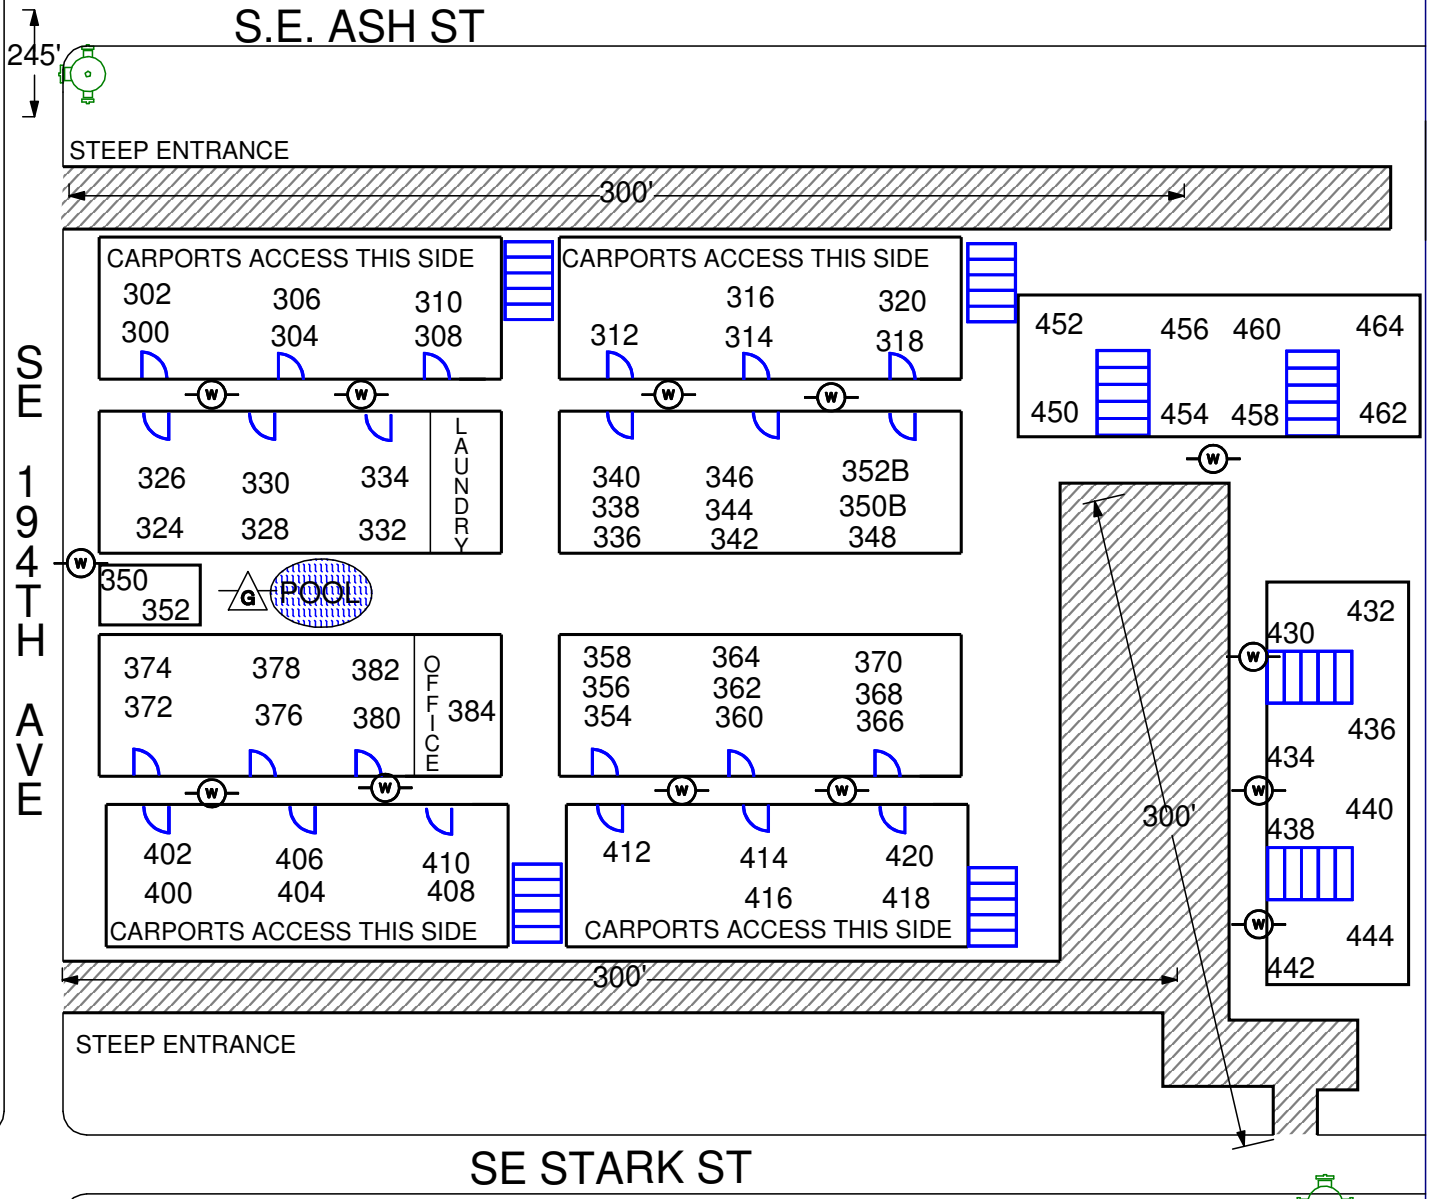 S.E. ASH ST
245'
STEEP ENTRANCE
300'
CARPORTS ACCESS THIS SIDE
CARPORTS ACCESS THIS SIDE
302 306 310
300 304 308
316 320
312 314 318
452 456 460 464
450 454 458 462
W W W W
W
326 330 334
324 328 332
LAUNDRY
340 346 352B
338 344 350B
336 342 348
SE 194TH AVE
W
350
352
G
POOL
374 378 382
372 376 380
OFFICE
384
358 364 370
356 362 368
354 360 366
W W W W
402 406 410
400 404 408
CARPORTS ACCESS THIS SIDE
412 414 420
416 418
CARPORTS ACCESS THIS SIDE
300'
W
430
432
436
434
W
440
438
W
444
442
300'
STEEP ENTRANCE
SE STARK ST